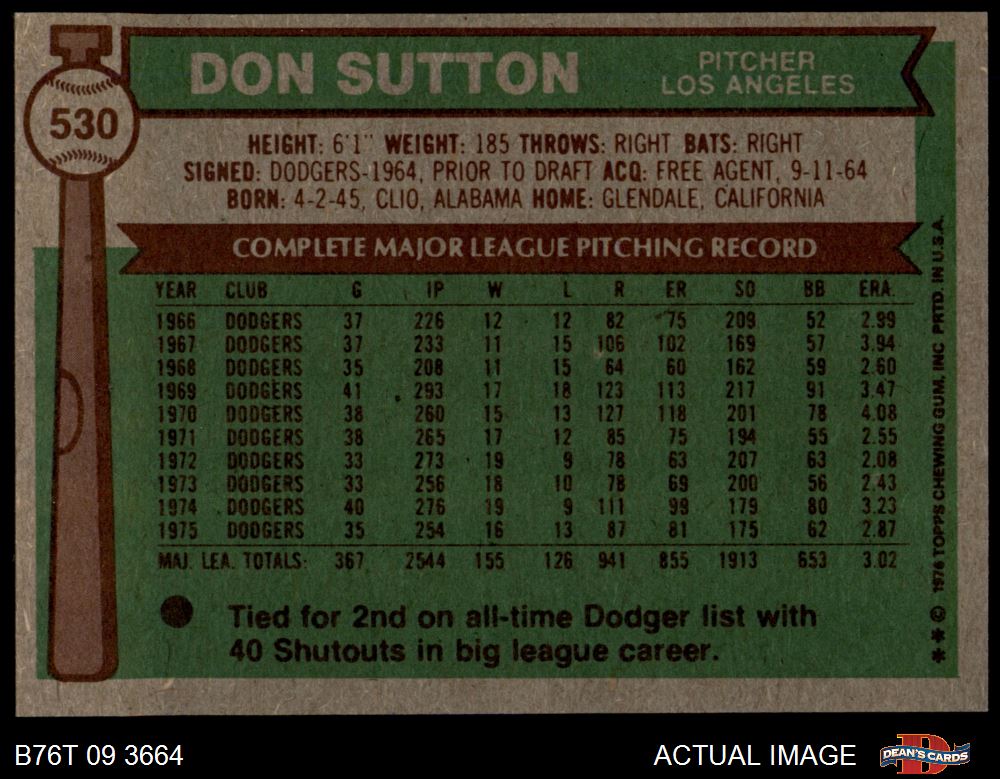 530
DON SUTTON
PITCHER
LOS ANGELES
HEIGHT: 6'1" WEIGHT: 185 THROWS: RIGHT BATS: RIGHT
SIGNED: DODGERS-1964, PRIOR TO DRAFT ACQ: FREE AGENT, 9-11-64
BORN: 4-2-45, CLIO, ALABAMA HOME: GLENDALE, CALIFORNIA
COMPLETE MAJOR LEAGUE PITCHING RECORD
YEAR CLUB G IP W L R ER SO BB ERA.
1966 DODGERS 37 226 12 12 82 75 209 52 2.99
1967 DODGERS 37 233 11 15 106 102 169 57 3.94
1968 DODGERS 35 208 11 15 64 60 162 59 2.60
1969 DODGERS 41 293 17 18 123 113 217 91 3.47
1970 DODGERS 38 260 15 13 127 118 201 78 4.08
1971 DODGERS 38 265 17 12 85 75 194 55 2.55
1972 DODGERS 33 273 19 9 78 63 207 63 2.08
1973 DODGERS 33 256 18 10 78 69 200 56 2.43
1974 DODGERS 40 276 19 9 111 99 179 80 3.23
1975 DODGERS 35 254 16 13 87 81 175 62 2.87
MAJ. LEA. TOTALS: 367 2544 155 126 941 855 1913 653 3.02
Tied for 2nd on all-time Dodger list with
40 Shutouts in big league career.
* * © 1976 TOPPS CHEWING GUM, INC PRTD. IN U.S.A.
B76T 09 3664
ACTUAL IMAGE
DEAN'S CARDS